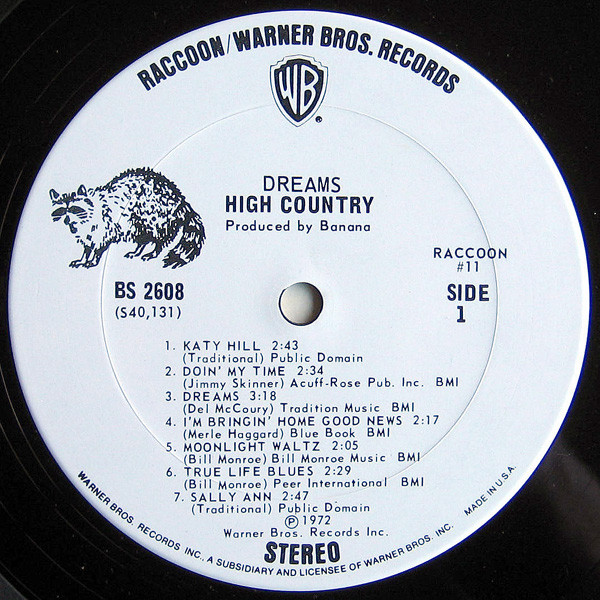 RACCOON/WARNER BROS. RECORDS
WB
®
DREAMS
HIGH COUNTRY
Produced by Banana
RACCOON
#11
BS 2608
(S40,131)
SIDE
1
1. KATY HILL 2:43
(Traditional) Public Domain
2. DOIN' MY TIME 2:34
(Jimmy Skinner) Acuff-Rose Pub. Inc. BMI
3. DREAMS 3:18
(Del McCoury) Tradition Music BMI
4. I'M BRINGIN' HOME GOOD NEWS 2:17
(Merle Haggard) Blue Book BMI
5. MOONLIGHT WALTZ 2:05
(Bill Monroe) Bill Monroe Music BMI
6. TRUE LIFE BLUES 2:29
(Bill Monroe) Peer International BMI
7. SALLY ANN 2:47
(Traditional) Public Domain
Ⓟ 1972
Warner Bros. Records Inc.
STEREO
WARNER BROS. RECORDS INC., A SUBSIDIARY AND LICENSEE OF WARNER BROS. INC. MADE IN U.S.A.